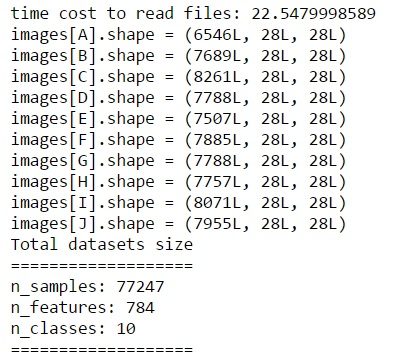 time cost to read files: 22.5479998589
images[A].shape = (6546L, 28L, 28L)
images[B].shape = (7689L, 28L, 28L)
images[C].shape = (8261L, 28L, 28L)
images[D].shape = (7788L, 28L, 28L)
images[E].shape = (7507L, 28L, 28L)
images[F].shape = (7885L, 28L, 28L)
images[G].shape = (7788L, 28L, 28L)
images[H].shape = (7757L, 28L, 28L)
images[I].shape = (8071L, 28L, 28L)
images[J].shape = (7955L, 28L, 28L)
Total datasets size
===================
n_samples: 77247
n_features: 784
n_classes: 10
===================